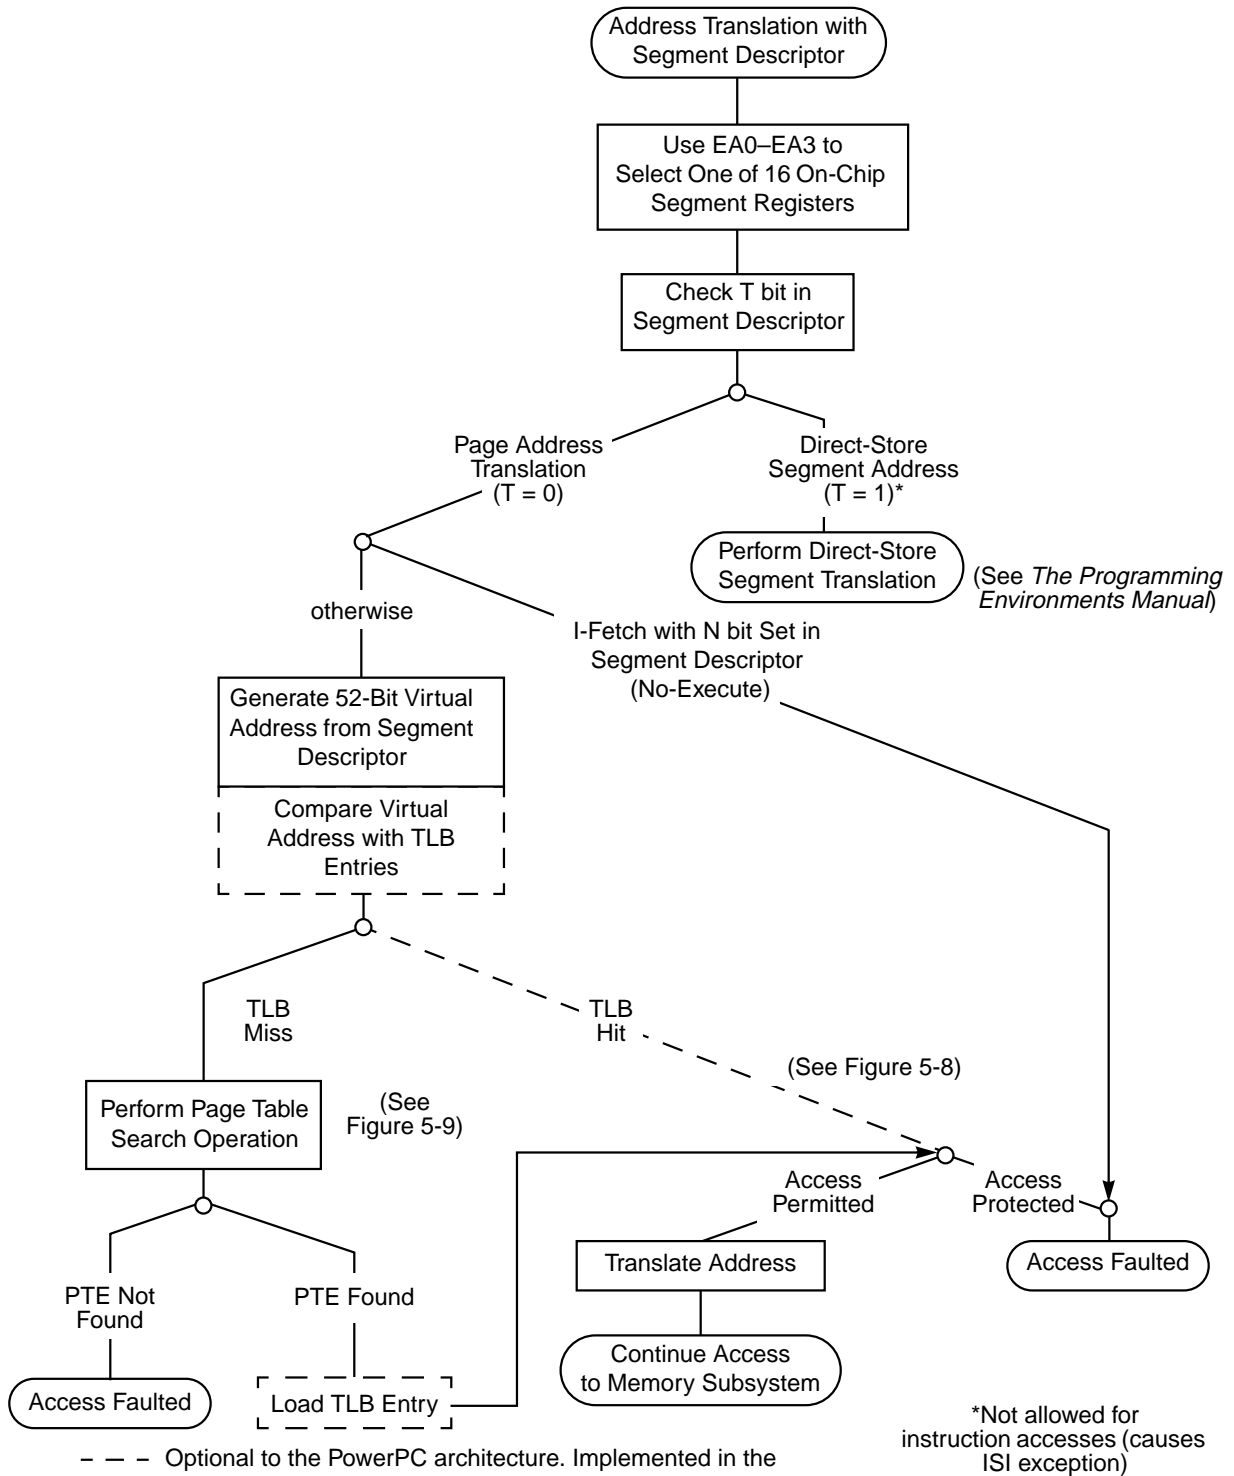 Address Translation with
Segment Descriptor
Use EA0–EA3 to
Select One of 16 On-Chip
Segment Registers
Check T bit in
Segment Descriptor
Page Address
Translation
(T = 0)
Direct-Store
Segment Address
(T = 1)*
Perform Direct-Store
Segment Translation
(See The Programming
Environments Manual)
otherwise
I-Fetch with N bit Set in
Segment Descriptor
(No-Execute)
Generate 52-Bit Virtual
Address from Segment
Descriptor
Compare Virtual
Address with TLB
Entries
TLB
Miss
TLB
Hit
(See Figure 5-8)
Perform Page Table
Search Operation
(See
Figure 5-9)
Access
Permitted
Access
Protected
Translate Address
Access Faulted
PTE Not
Found
PTE Found
Continue Access
to Memory Subsystem
Access Faulted
Load TLB Entry
*Not allowed for
instruction accesses (causes
ISI exception)
Optional to the PowerPC architecture. Implemented in the